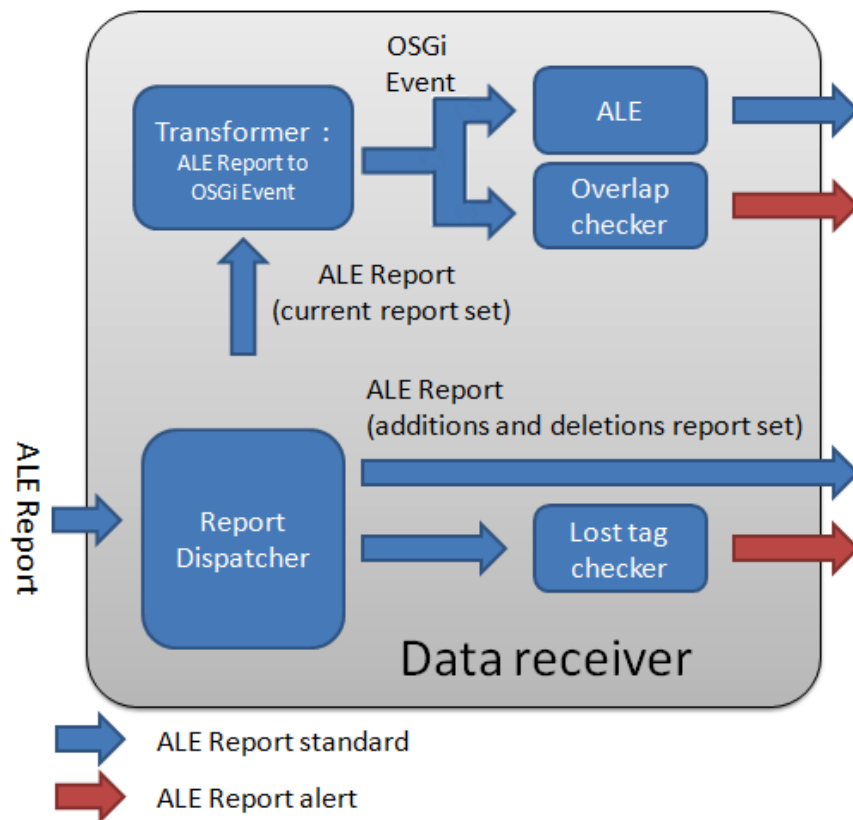 OSGi
Event
Transformer :
ALE Report to
OSGi Event
ALE
Overlap
checker
ALE Report
(current report set)
ALE Report
(additions and deletions report set)
ALE Report
Report
Dispatcher
Lost tag
checker
Data receiver
ALE Report standard
ALE Report alert